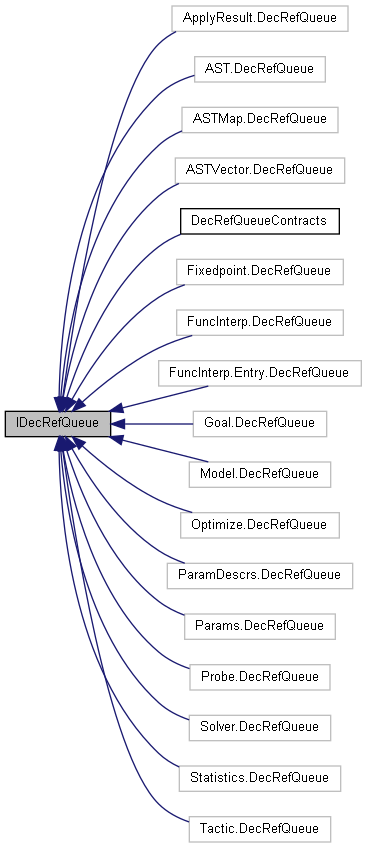 ApplyResult.DecRefQueue
AST.DecRefQueue
ASTMap.DecRefQueue
ASTVector.DecRefQueue
DecRefQueueContracts
Fixedpoint.DecRefQueue
FuncInterp.DecRefQueue
FuncInterp.Entry.DecRefQueue
IDecRefQueue
Goal.DecRefQueue
Model.DecRefQueue
Optimize.DecRefQueue
ParamDescrs.DecRefQueue
Params.DecRefQueue
Probe.DecRefQueue
Solver.DecRefQueue
Statistics.DecRefQueue
Tactic.DecRefQueue